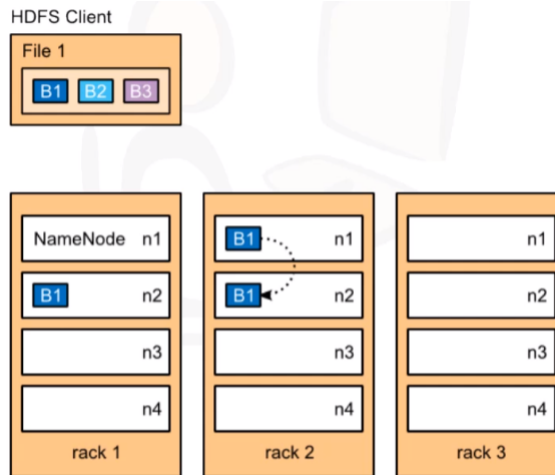 HDFS Client
File 1
B1 B2 B3
NameNode n1
B1 n2
n3
n4
rack 1
B1 n1
B1 n2
n3
n4
rack 2
n1
n2
n3
n4
rack 3